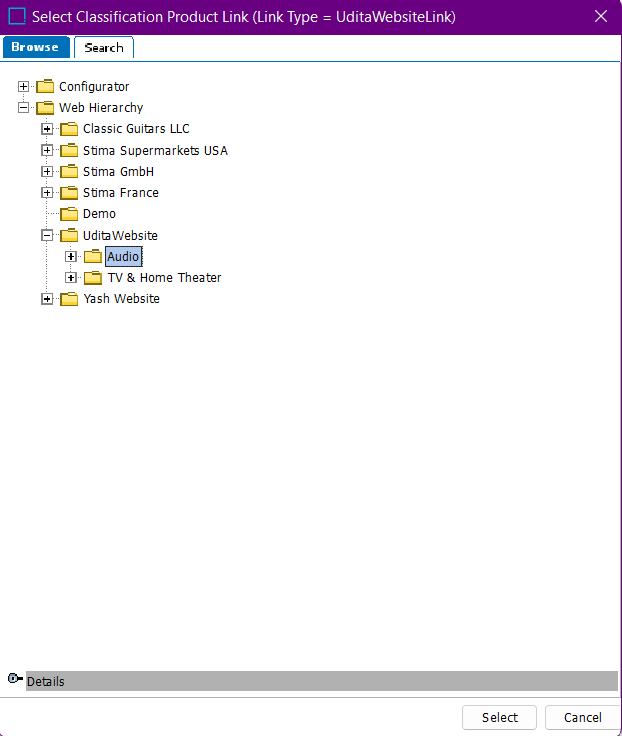 Select Classification Product Link (Link Type = UditaWebsiteLink)
Browse Search
Configurator
Web Hierarchy
Classic Guitars LLC
Stima Supermarkets USA
Stima GmbH
Stima France
Demo
UditaWebsite
Audio
TV & Home Theater
Yash Website
Details
Select Cancel